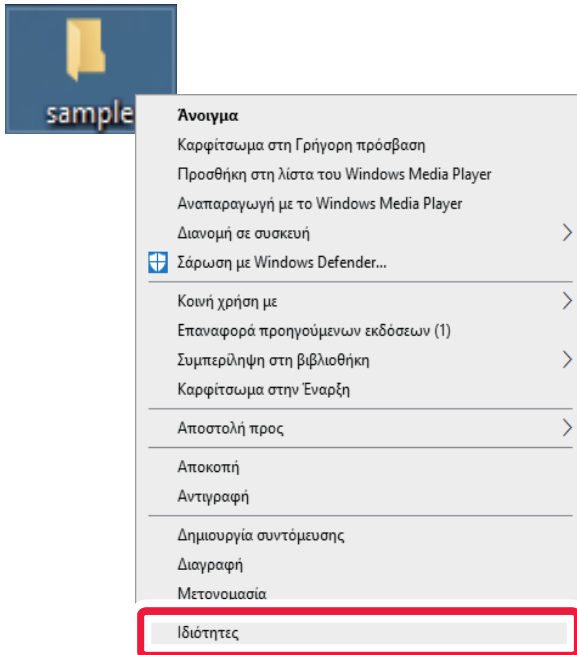 sample
Άνοιγμα
Καρφίτσωμα στη Γρήγορη πρόσβαση
Προσθήκη στη λίστα του Windows Media Player
Αναπαραγωγή με το Windows Media Player
Διανομή σε συσκευή
Σάρωση με Windows Defender...
Κοινή χρήση με
Επαναφορά προηγούμενων εκδόσεων (1)
Συμπερίληψη στη βιβλιοθήκη
Καρφίτσωμα στην Έναρξη
Αποστολή προς
Αποκοπή
Αντιγραφή
Δημιουργία συντόμευσης
Διαγραφή
Μετονομασία
Ιδιότητες